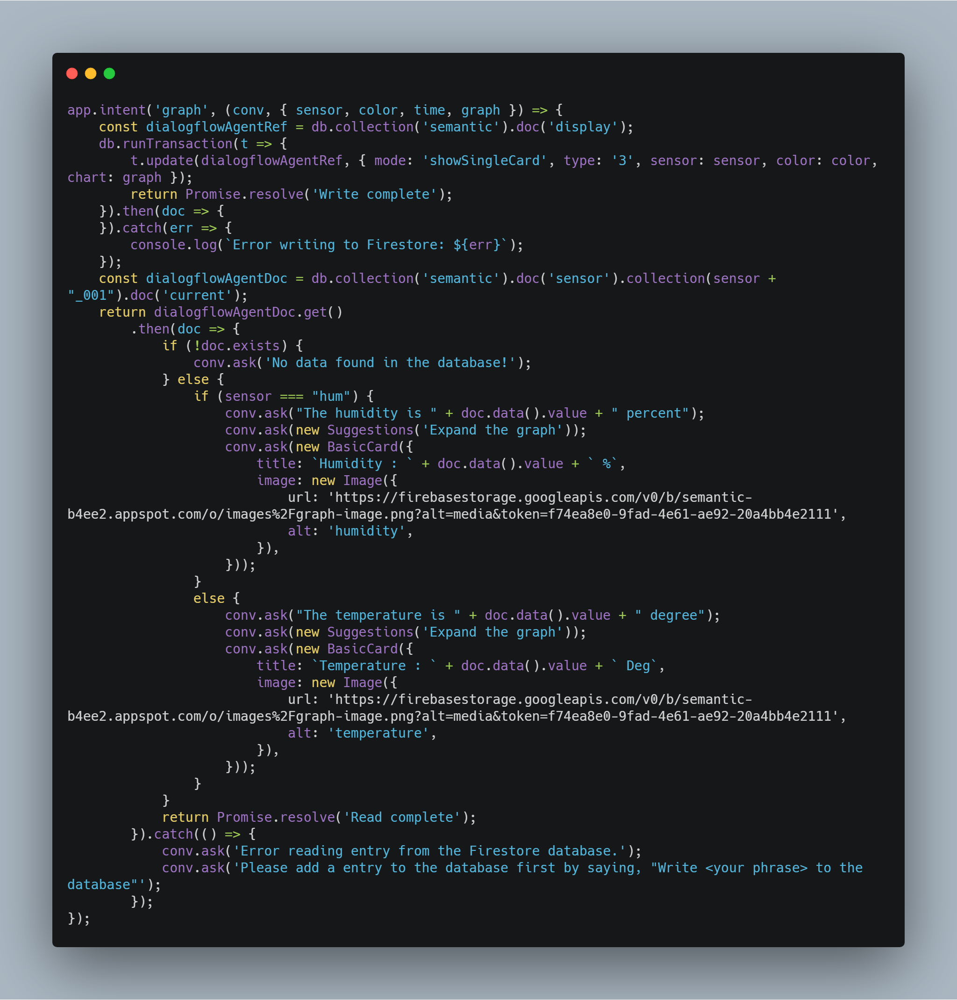 app.intent('graph', (conv, { sensor, color, time, graph }) => {
    const dialogflowAgentRef = db.collection('semantic').doc('display');
    db.runTransaction(t => {
        t.update(dialogflowAgentRef, { mode: 'showSingleCard', type: '3', sensor: sensor, color: color,
chart: graph });
        return Promise.resolve('Write complete');
    }).then(doc => {
    }).catch(err => {
        console.log(`Error writing to Firestore: ${err}`);
    });
    const dialogflowAgentDoc = db.collection('semantic').doc('sensor').collection(sensor +
"_001").doc('current');
    return dialogflowAgentDoc.get()
        .then(doc => {
            if (!doc.exists) {
                conv.ask('No data found in the database!');
            } else {
                if (sensor === "hum") {
                    conv.ask("The humidity is " + doc.data().value + " percent");
                    conv.ask(new Suggestions('Expand the graph'));
                    conv.ask(new BasicCard({
                        title: `Humidity : ` + doc.data().value + ` %`,
                        image: new Image({
                            url: 'https://firebasestorage.googleapis.com/v0/b/semantic-
b4ee2.appspot.com/o/images%2Fgraph-image.png?alt=media&token=f74ea8e0-9fad-4e61-ae92-20a4bb4e2111',
                            alt: 'humidity',
                        }),
                    }));
                }
                else {
                    conv.ask("The temperature is " + doc.data().value + " degree");
                    conv.ask(new Suggestions('Expand the graph'));
                    conv.ask(new BasicCard({
                        title: `Temperature : ` + doc.data().value + ` Deg`,
                        image: new Image({
                            url: 'https://firebasestorage.googleapis.com/v0/b/semantic-
b4ee2.appspot.com/o/images%2Fgraph-image.png?alt=media&token=f74ea8e0-9fad-4e61-ae92-20a4bb4e2111',
                            alt: 'temperature',
                        }),
                    }));
                }
            }
            return Promise.resolve('Read complete');
        }).catch(() => {
            conv.ask('Error reading entry from the Firestore database.');
            conv.ask('Please add a entry to the database first by saying, "Write <your phrase> to the
database"');
        });
});